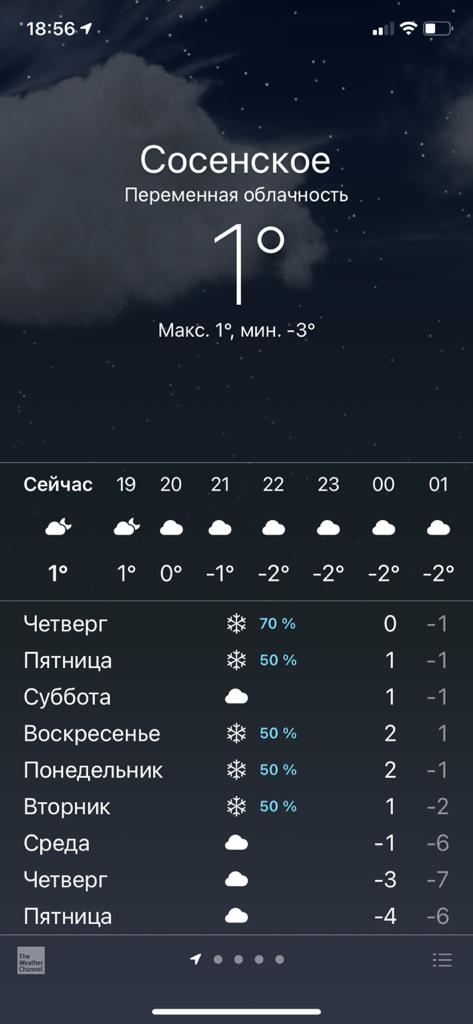 18:56
Сосенское
Переменная облачность
1°
Макс. 1°, мин. -3°
Сейчас 19 20 21 22 23 00 01
1° 1° 0° -1° -2° -2° -2° -2°
Четверг 70 % 0 -1
Пятница 50 % 1 -1
Суббота 1 -1
Воскресенье 50 % 2 1
Понедельник 50 % 2 -1
Вторник 50 % 1 -2
Среда -1 -6
Четверг -3 -7
Пятница -4 -6
The
Weather
Channel